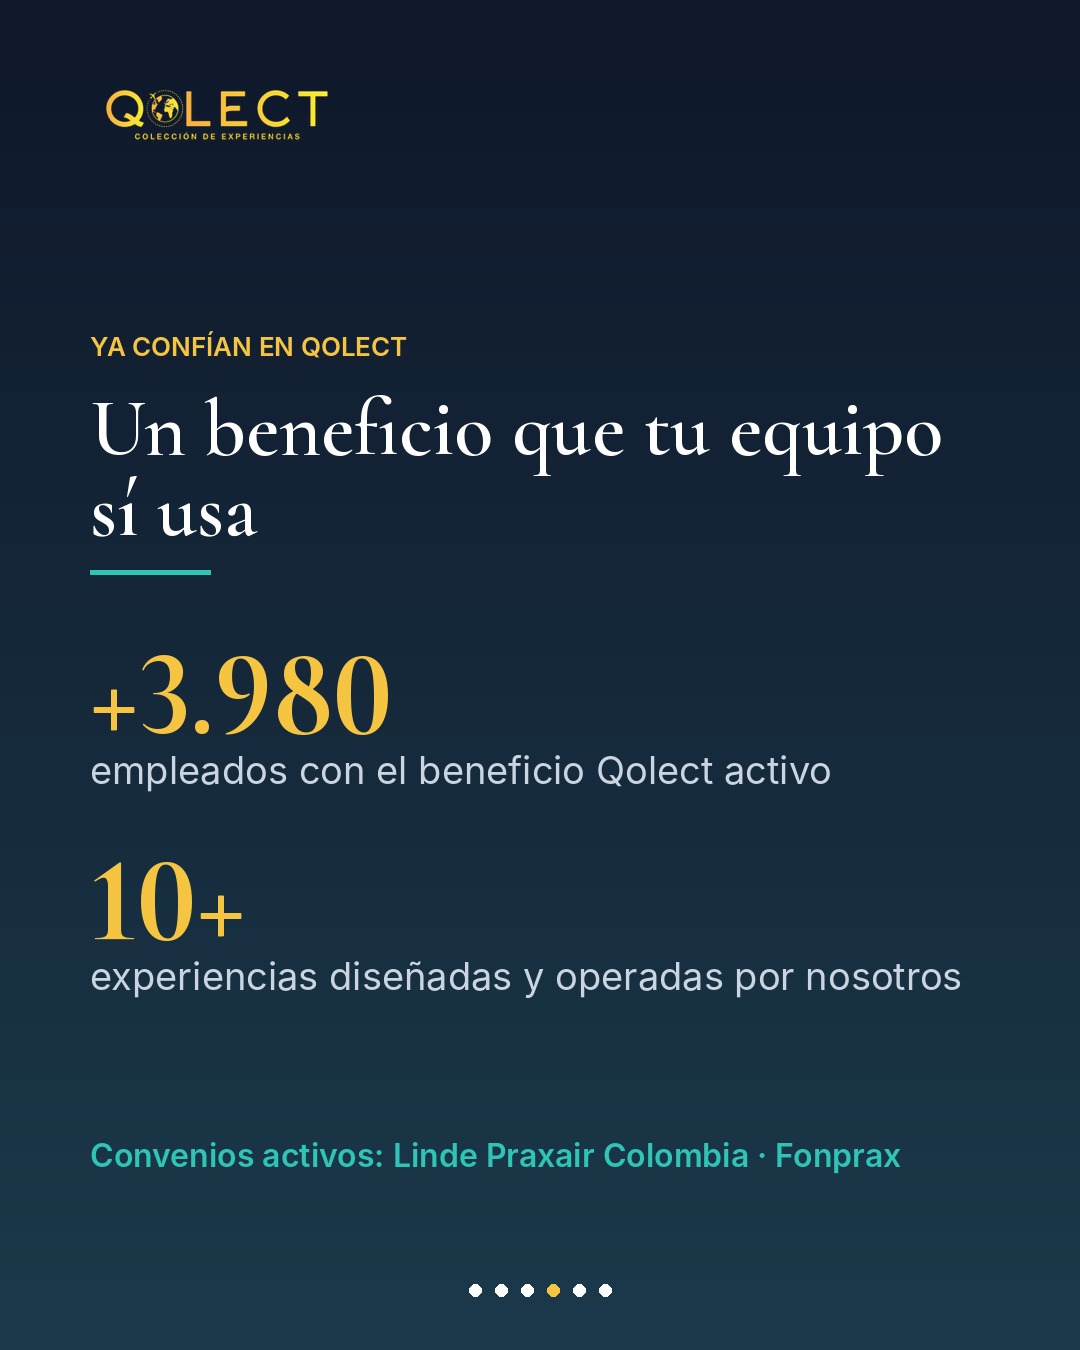 QOLECT
COLECCIÓN DE EXPERIENCIAS
YA CONFÍAN EN QOLECT
Un beneficio que tu equipo
sí usa
+3.980
empleados con el beneficio Qolect activo
10+
experiencias diseñadas y operadas por nosotros
Convenios activos: Linde Praxair Colombia · Fonprax